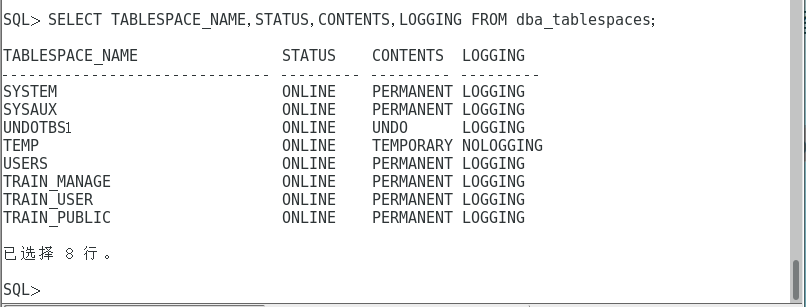 SQL> SELECT TABLESPACE_NAME,STATUS,CONTENTS,LOGGING FROM dba_tablespaces;
TABLESPACE_NAME STATUS CONTENTS LOGGING
------------------------------ --------- --------- ---------
SYSTEM ONLINE PERMANENT LOGGING
SYSAUX ONLINE PERMANENT LOGGING
UNDOTBS1 ONLINE UNDO LOGGING
TEMP ONLINE TEMPORARY NOLOGGING
USERS ONLINE PERMANENT LOGGING
TRAIN_MANAGE ONLINE PERMANENT LOGGING
TRAIN_USER ONLINE PERMANENT LOGGING
TRAIN_PUBLIC ONLINE PERMANENT LOGGING
已选择 8 行。
SQL>